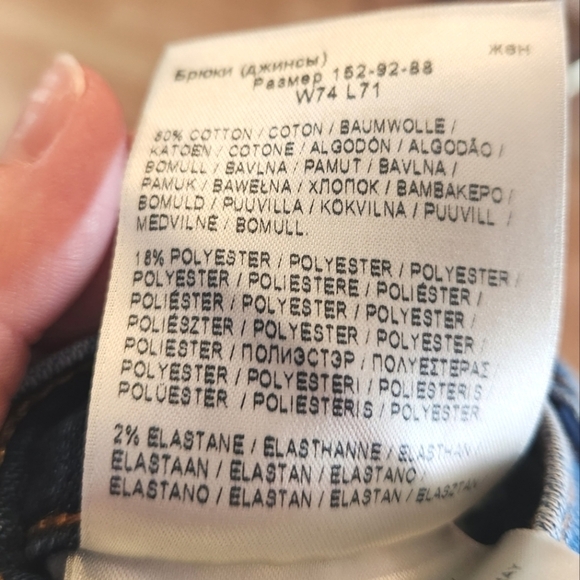 Брюки (джинсы) жен
Размер 152-92-88
W74 L71
80% COTTON / COTON / BAUMWOLLE /
KATOEN / COTONE / ALGODÓN / ALGODÃO /
BOMULL / BAVLNA / PAMUT / BAVLNA /
PAMUK / BAWEŁNA / ХЛОПОК / ΒΑΜΒΑΚΕΡΟ /
BOMULD / PUUVILLA / KOKVILNA / PUUVILL /
MEDVILNĖ / BOMULL.
18% POLYESTER / POLYESTER / POLYESTER /
POLYESTER / POLIESTERE / POLIÉSTER /
POLIÉSTER / POLYESTER / POLYESTER /
POLIÉSZTER / POLYESTER / POLYESTER /
POLIESTER / ПОЛИЭСТЭР / ΠΟΛΥΕΣΤΕΡΑΣ
POLYESTER / POLYESTERI / POLIESTERIS /
POLÜESTER / POLIESTERIS / POLYESTER
2% ELASTANE / ELASTHANNE / ELASTHAN /
ELASTAAN / ELASTAN / ELASTANO /
ELASTANO / ELASTAN / ELASTAN / ELASZTÁN